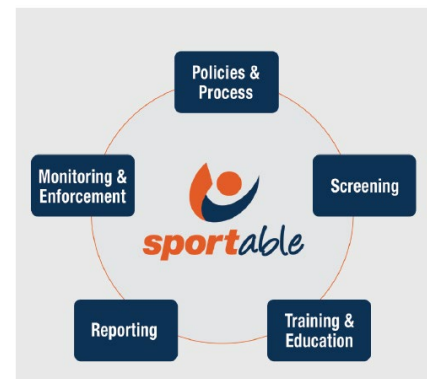 Policies &
Process
Monitoring &
Enforcement
Screening
sportable
Reporting
Training &
Education